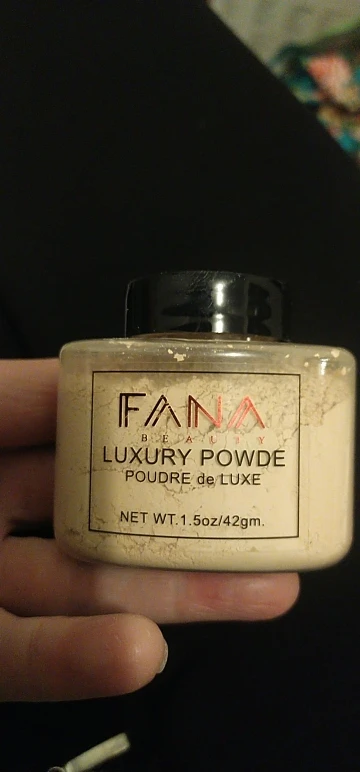 FANA
BEAUTY
LUXURY POWDE
POUDRE de LUXE
NET WT.1.5oz/42gm.